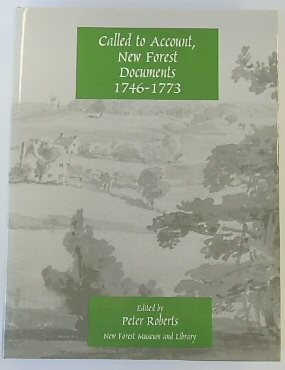 Called to Account,
New Forest
Documents
1746-1773
Edited by
Peter Roberts
New Forest Museum and Library